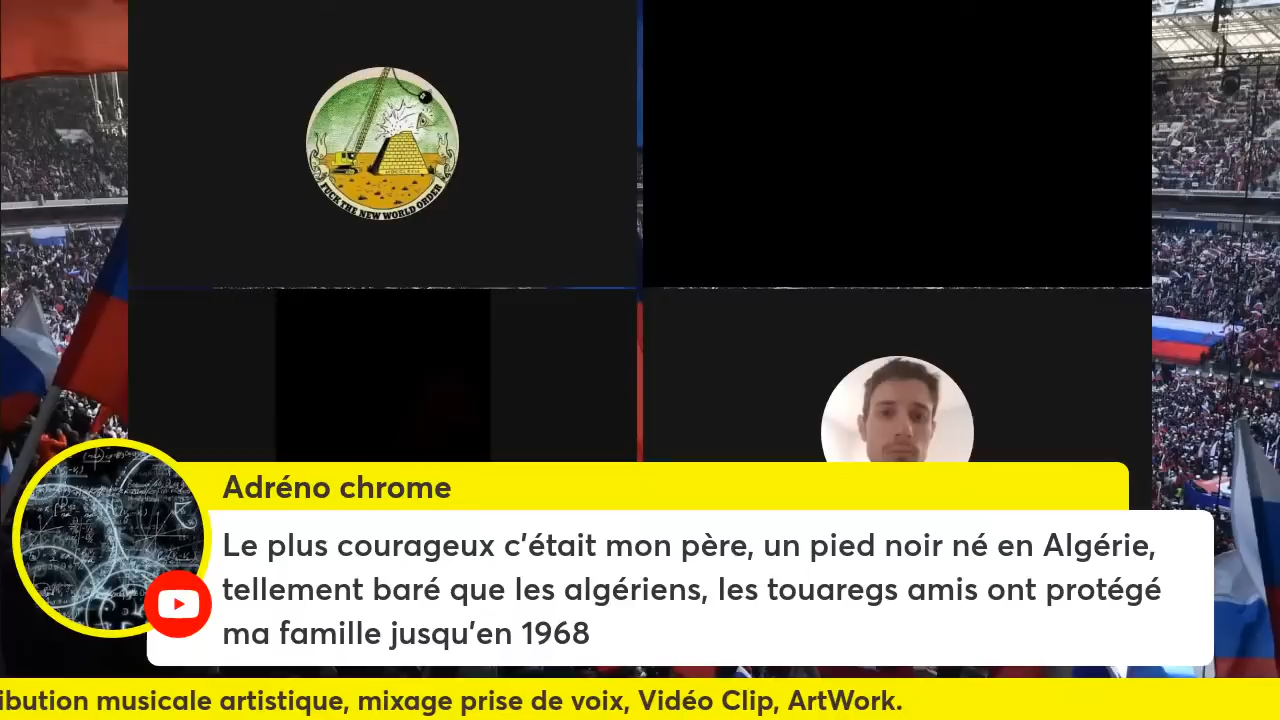 FUCK THE NEW WORLD ORDER
Adréno chrome
Le plus courageux c'était mon père, un pied noir né en Algérie,
tellement baré que les algériens, les touaregs amis ont protégé
ma famille jusqu'en 1968
ibution musicale artistique, mixage prise de voix, Vidéo Clip, ArtWork.